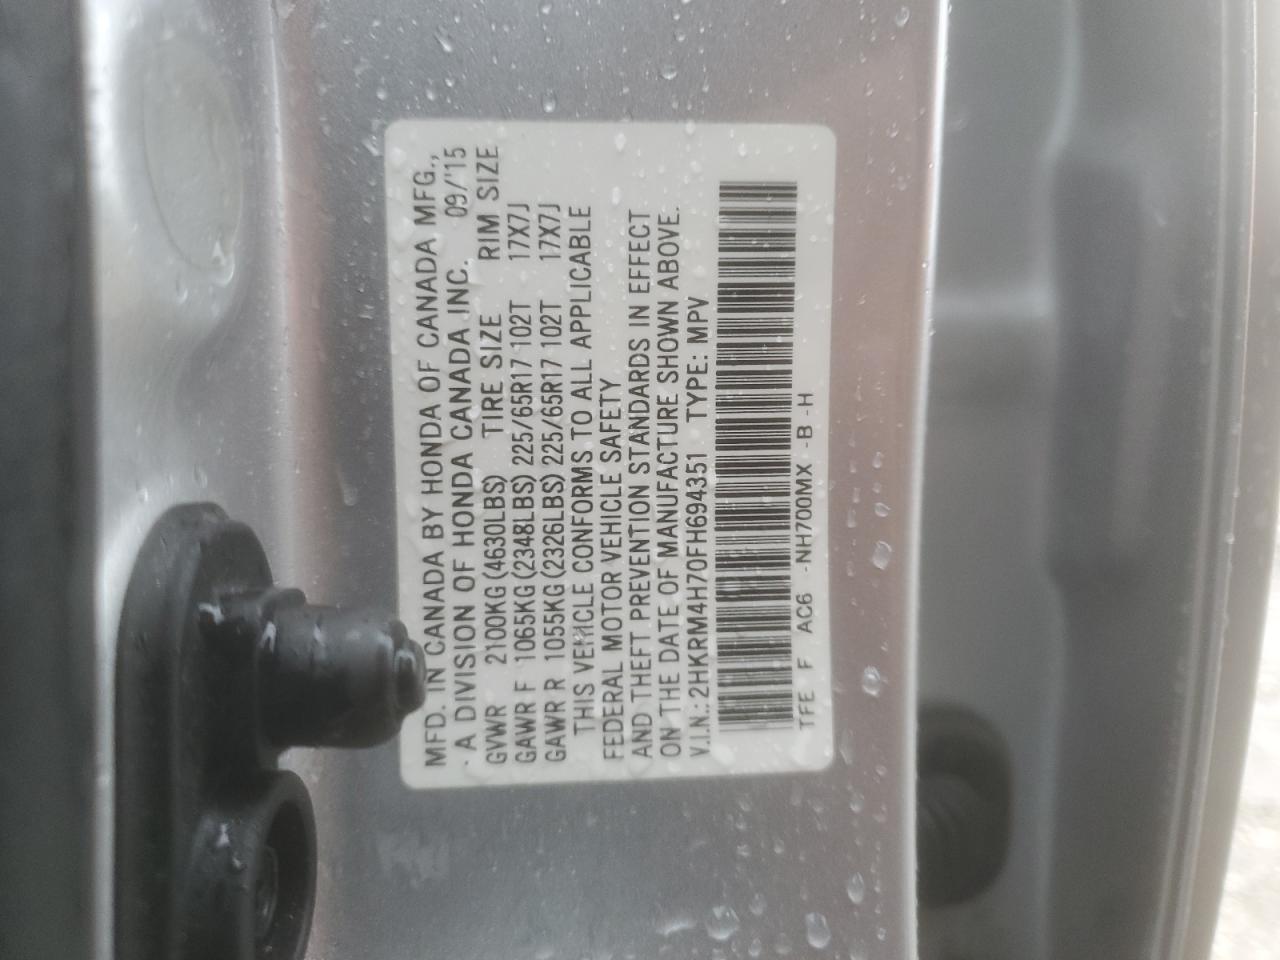 MFD. IN CANADA BY HONDA OF CANADA MFG.,
A DIVISION OF HONDA CANADA INC. 09/'15
GVWR 2100KG (4630LBS) TIRE SIZE RIM SIZE
GAWR F 1065KG (2348LBS) 225/65R17 102T 17X7J
GAWR R 1055KG (2326LBS) 225/65R17 102T 17X7J
THIS VEHICLE CONFORMS TO ALL APPLICABLE
FEDERAL MOTOR VEHICLE SAFETY
AND THEFT PREVENTION STANDARDS IN EFFECT
ON THE DATE OF MANUFACTURE SHOWN ABOVE.
V.I.N.: 2HKRM4H70FH694351 TYPE: MPV
TFE F AC6 -NH700MX -B -H